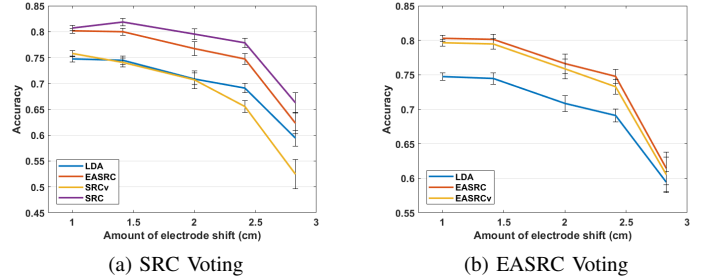 0.85
0.8
0.75
0.7
0.65
0.6
0.55
0.5
0.45
Accuracy
LDA
EASRC
SRCv
SRC
1
1.5
2
2.5
3
Amount of electrode shift (cm)
(a) SRC Voting
0.85
0.8
0.75
0.7
0.65
0.6
0.55
Accuracy
LDA
EASRC
EASRCv
1
1.5
2
2.5
3
Amount of electrode shift (cm)
(b) EASRC Voting